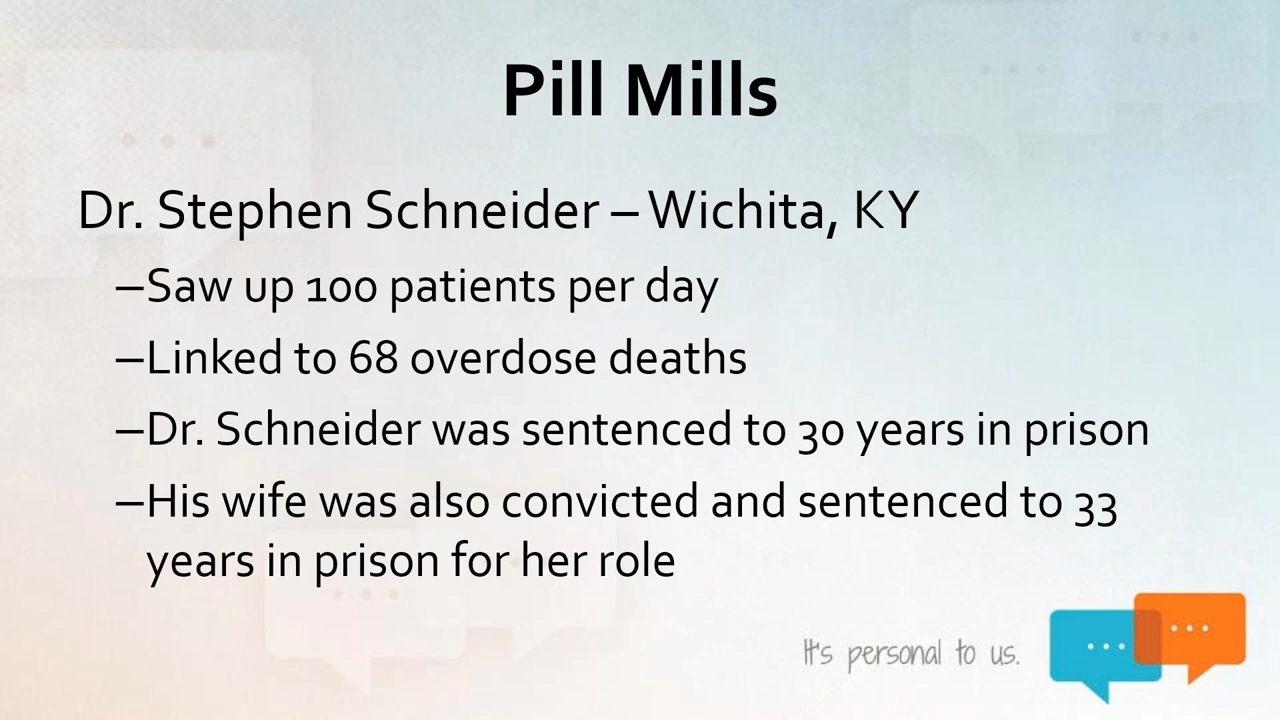 Pill Mills
Dr. Stephen Schneider – Wichita, KY
–Saw up 100 patients per day
–Linked to 68 overdose deaths
–Dr. Schneider was sentenced to 30 years in prison
–His wife was also convicted and sentenced to 33
years in prison for her role
It's personal to us.